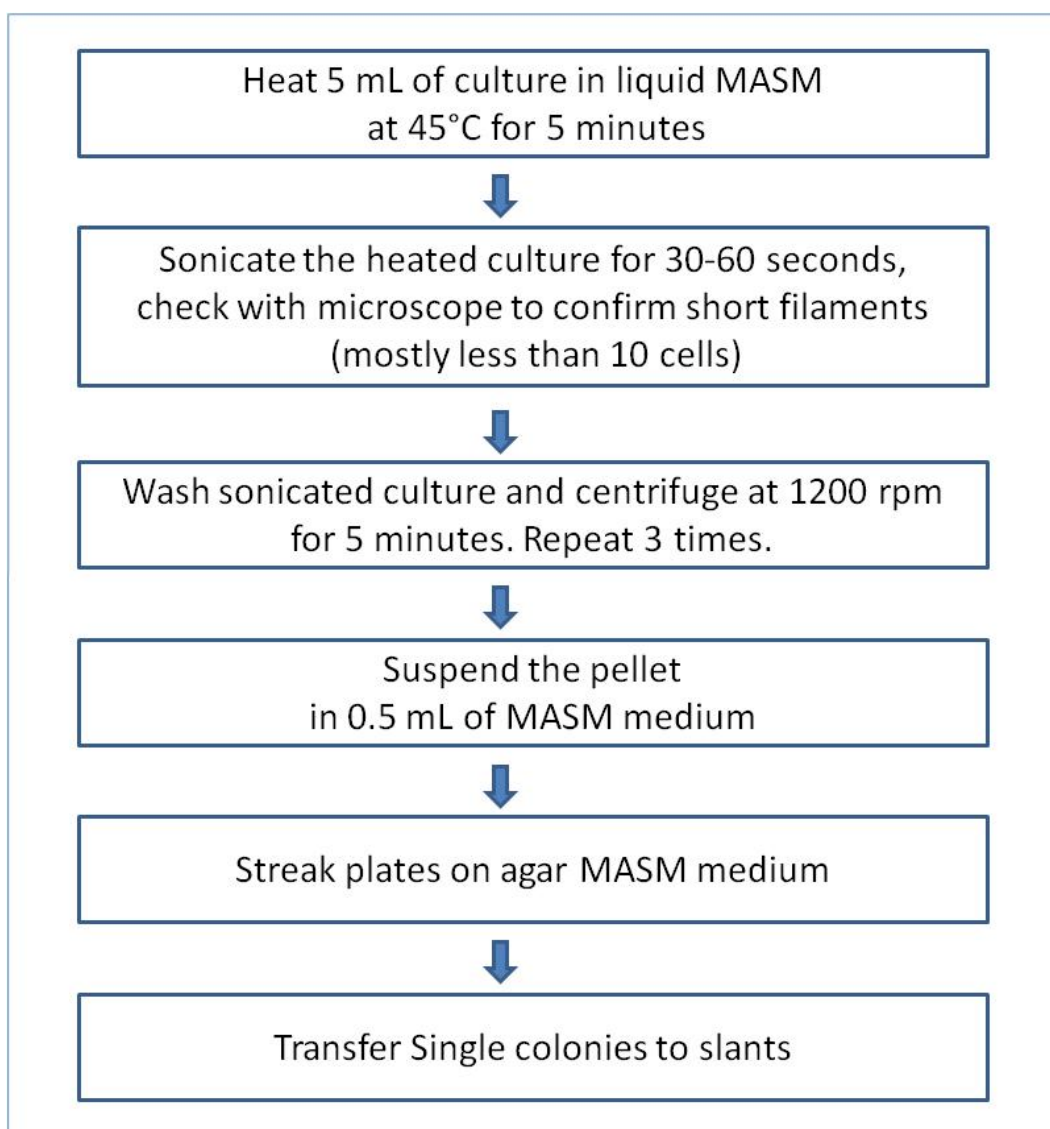 Heat 5 mL of culture in liquid MASM
at 45°C for 5 minutes
Sonicate the heated culture for 30-60 seconds,
check with microscope to confirm short filaments
(mostly less than 10 cells)
Wash sonicated culture and centrifuge at 1200 rpm
for 5 minutes. Repeat 3 times.
Suspend the pellet
in 0.5 mL of MASM medium
Streak plates on agar MASM medium
Transfer Single colonies to slants